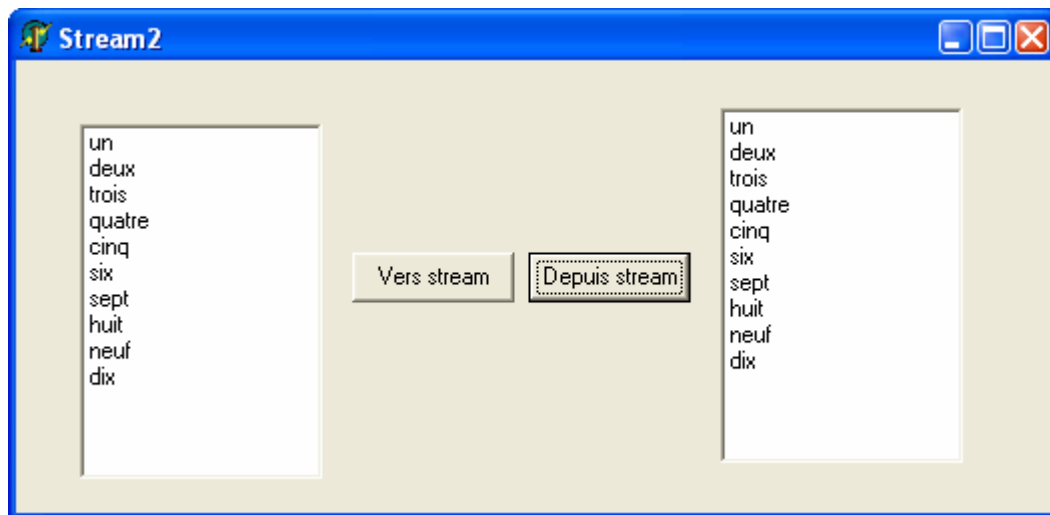 Stream2
un
deux
trois
quatre
cinq
six
sept
huit
neuf
dix
Vers stream
Depuis stream
un
deux
trois
quatre
cinq
six
sept
huit
neuf
dix